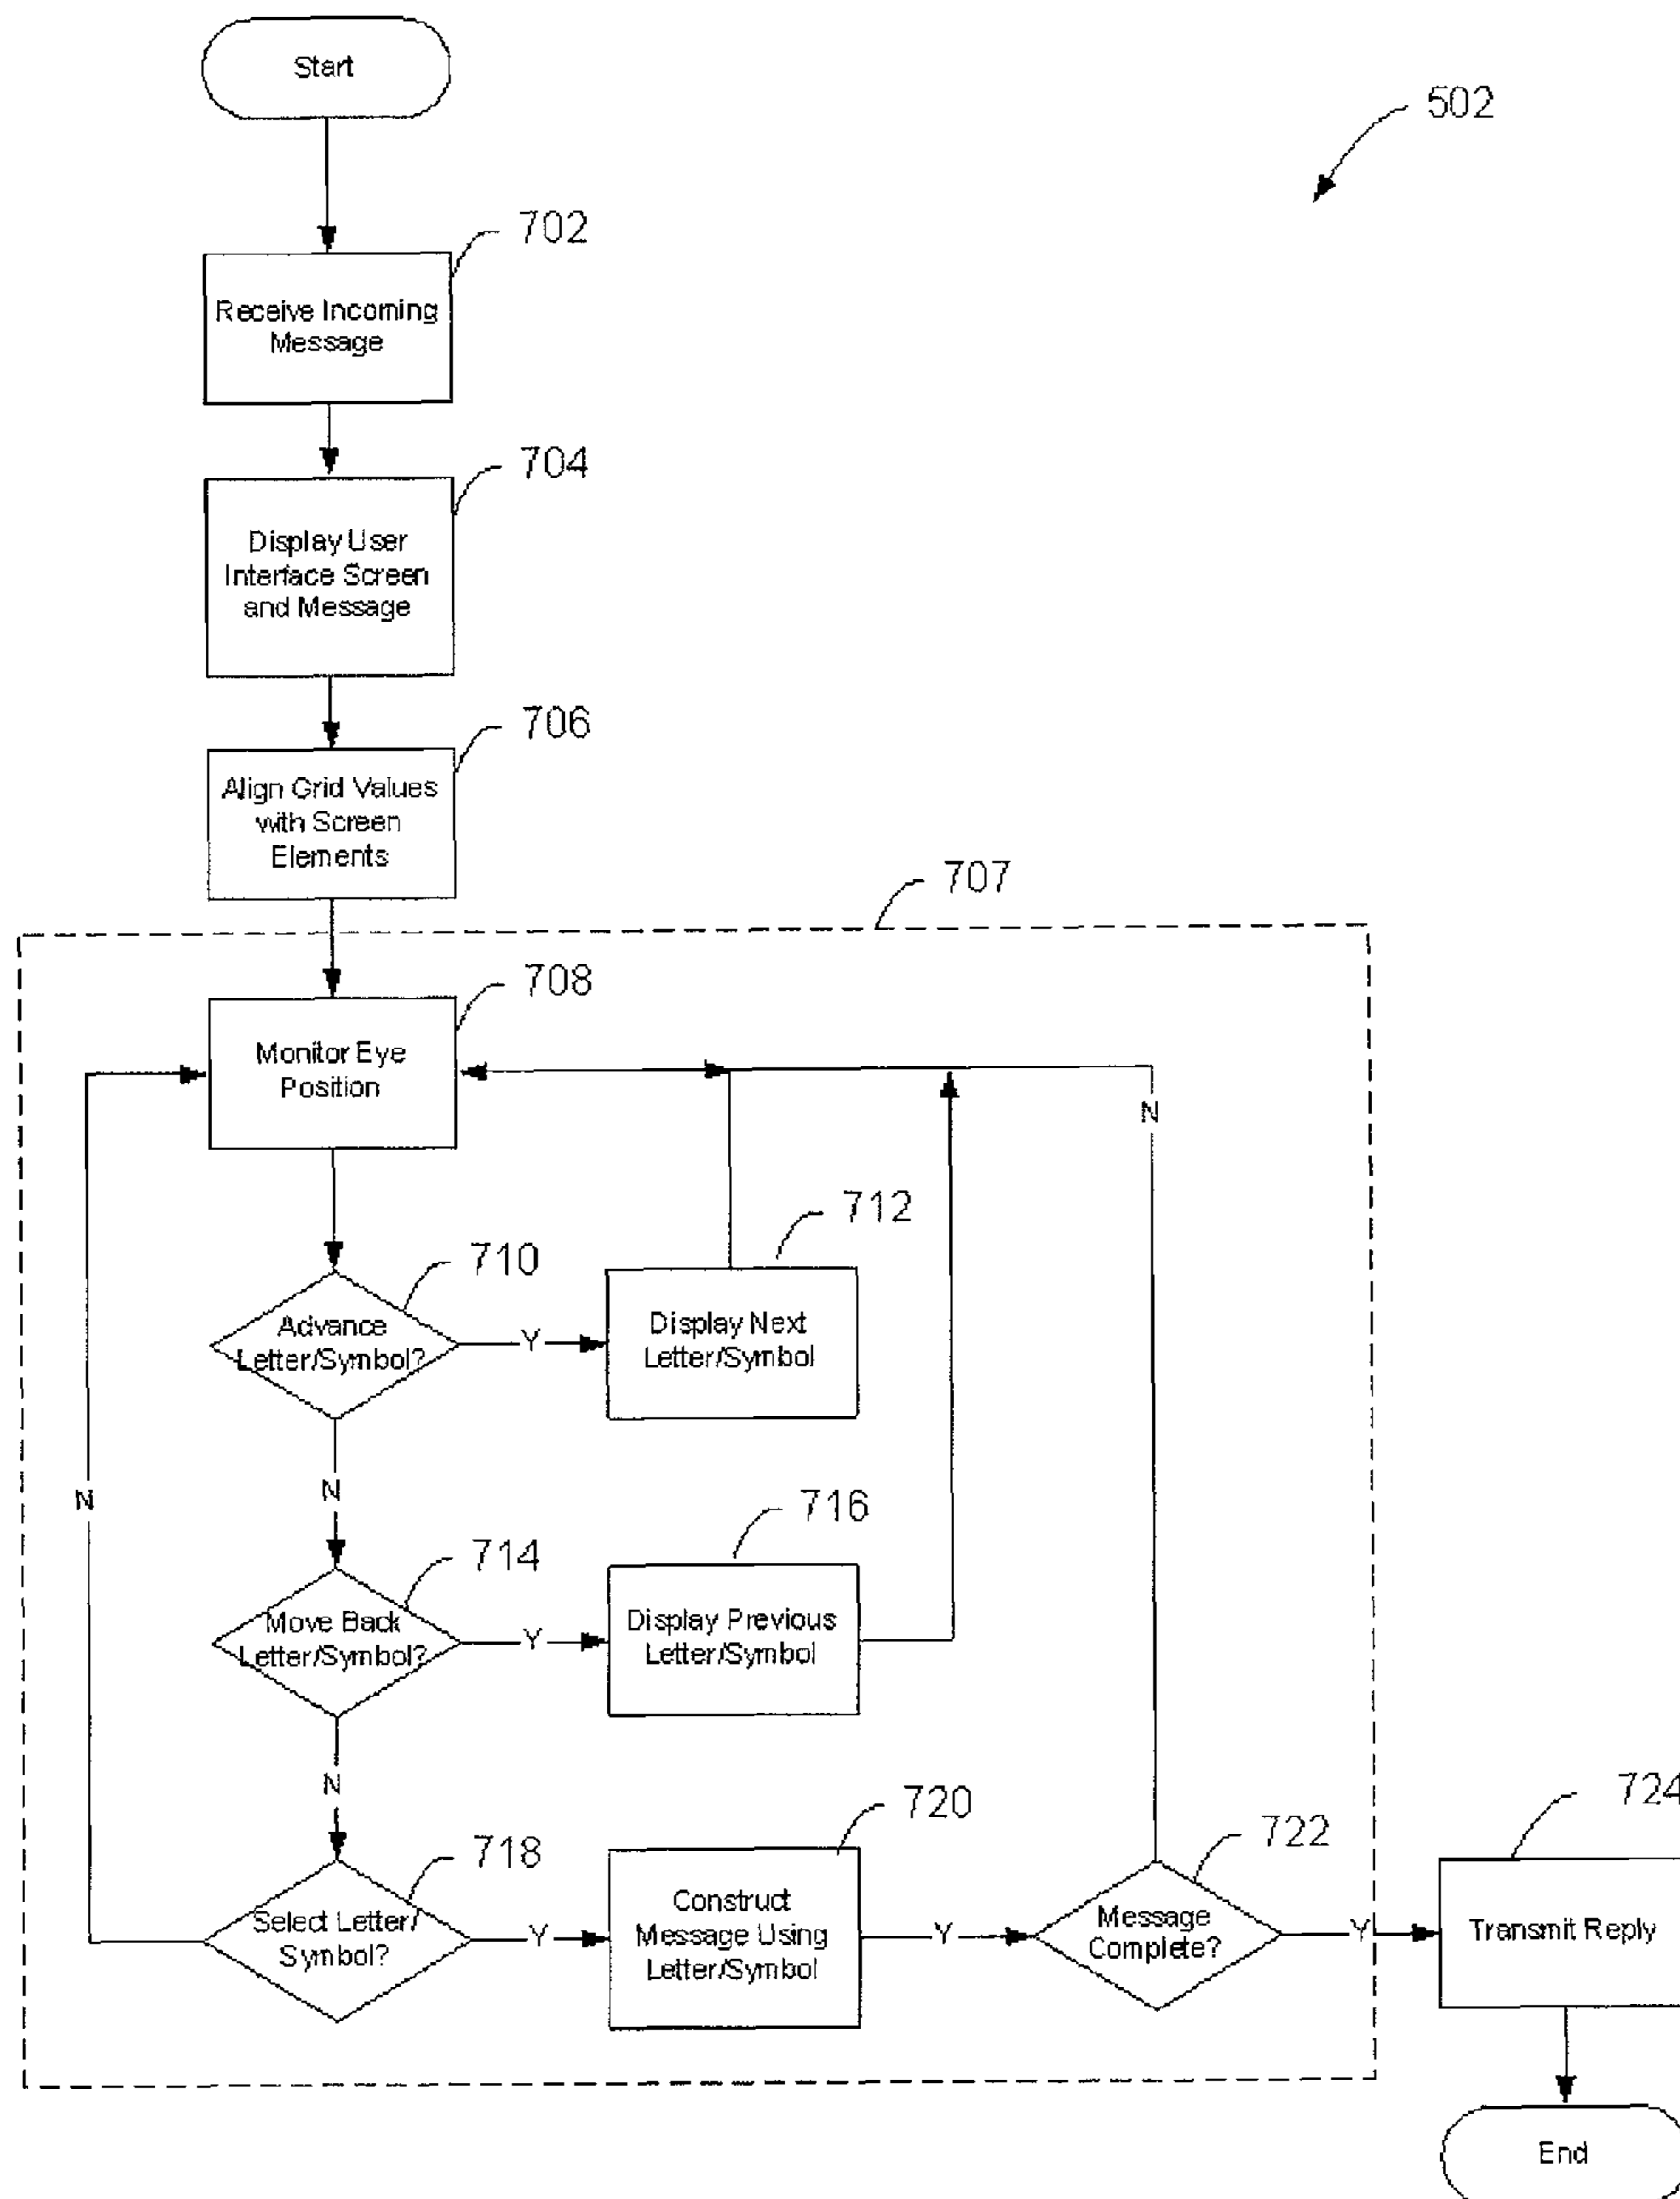 Start
502
702
Receive Incoming
Message
704
Display User
Interface Screen
and Message
706
Align Grid Values
with Screen
Elements
707
708
Monitor Eye
Position
N
712
710
Advance
Letter/Symbol?
Y
Display Next
Letter/Symbol
N
N
716
714
Move Back
Letter/Symbol?
Y
Display Previous
Letter/Symbol
N
720
724
722
718
Select Letter/
Symbol?
Y
Construct
Message Using
Letter/Symbol
Y
Message
Complete?
Y
Transmit Reply
End